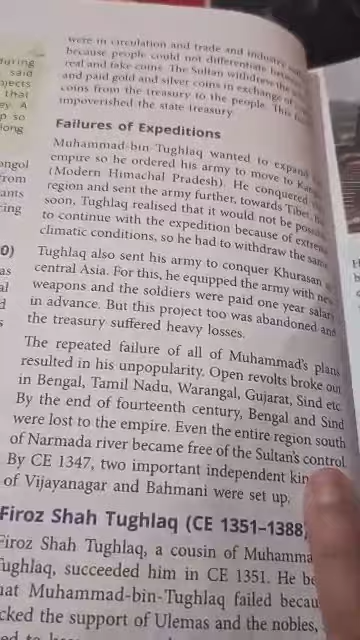 were in circulation and trade and industry
because people could not differentiate between
real and fake coins. The Sultan withdrew the
and paid gold and silver coins in exchange of
coins from the treasury to the people. This
impoverished the state treasury.
Failures of Expeditions
Muhammad-bin-Tughlaq wanted to expand
empire so he ordered his army to move to
(Modern Himachal Pradesh). He conquered
region and sent the army further, towards Tibet,
soon, Tughlaq realised that it would not be
to continue with the expedition because of extreme
climatic conditions, so he had to withdraw the same
Tughlaq also sent his army to conquer Khurasan
central Asia. For this, he equipped the army with new
weapons and the soldiers were paid one year salary
in advance. But this project too was abandoned and
the treasury suffered heavy losses.
The repeated failure of all of Muhammad's plans
resulted in his unpopularity. Open revolts broke out
in Bengal, Tamil Nadu, Warangal, Gujarat, Sind etc.
By the end of fourteenth century, Bengal and Sind
were lost to the empire. Even the entire region south
of Narmada river became free of the Sultan's control.
By CE 1347, two important independent kin
of Vijayanagar and Bahmani were set up.
Firoz Shah Tughlaq (CE 1351–1388)
Firoz Shah Tughlaq, a cousin of Muhamma
Tughlaq, succeeded him in CE 1351. He be
hat Muhammad-bin-Tughlaq failed becau
cked the support of Ulemas and the nobles,